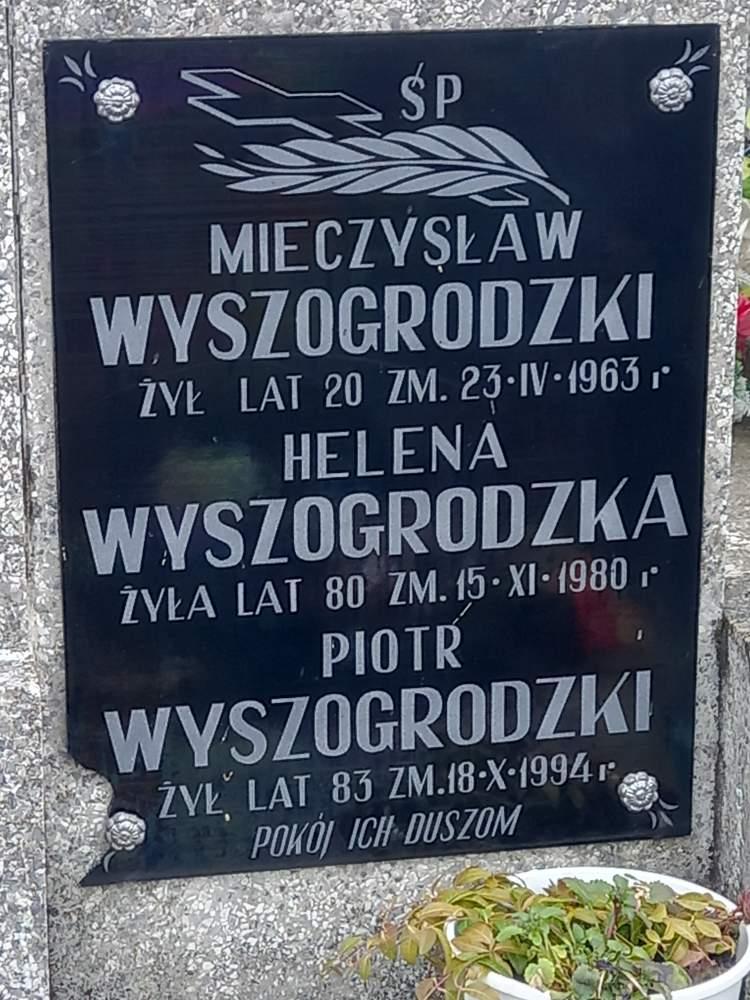 ŚP
MIECZYSŁAW
WYSZOGRODZKI
ŻYŁ LAT 20 ZM. 23·IV·1963 r·
HELENA
WYSZOGRODZKA
ŻYŁA LAT 80 ZM. 15·XI·1980 r
PIOTR
WYSZOGRODZKI
ŻYŁ LAT 83 ZM. 18·X·1994 r·
POKÓJ ICH DUSZOM